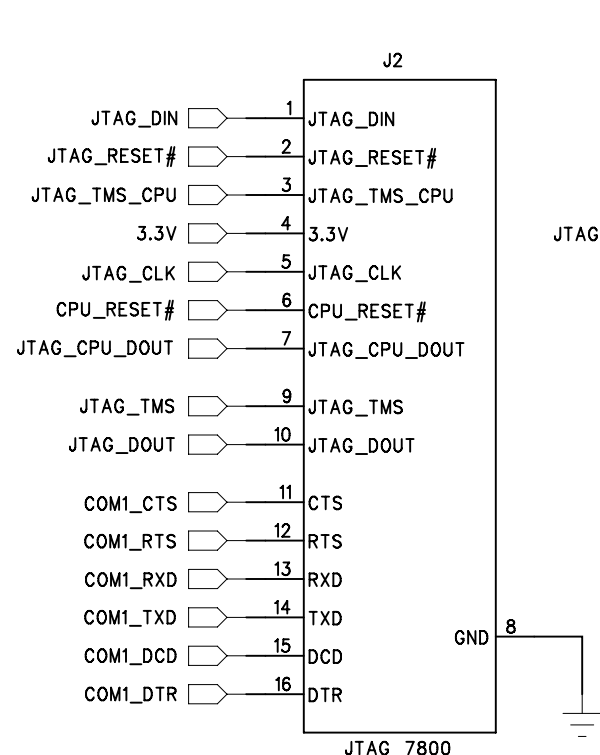 J2
JTAG_DIN 1 JTAG_DIN
JTAG_RESET# 2 JTAG_RESET#
JTAG_TMS_CPU 3 JTAG_TMS_CPU
3.3V 4 3.3V JTAG
JTAG_CLK 5 JTAG_CLK
CPU_RESET# 6 CPU_RESET#
JTAG_CPU_DOUT 7 JTAG_CPU_DOUT
JTAG_TMS 9 JTAG_TMS
JTAG_DOUT 10 JTAG_DOUT
COM1_CTS 11 CTS
COM1_RTS 12 RTS
COM1_RXD 13 RXD
COM1_TXD 14 TXD
GND 8
COM1_DCD 15 DCD
COM1_DTR 16 DTR
JTAG 7800